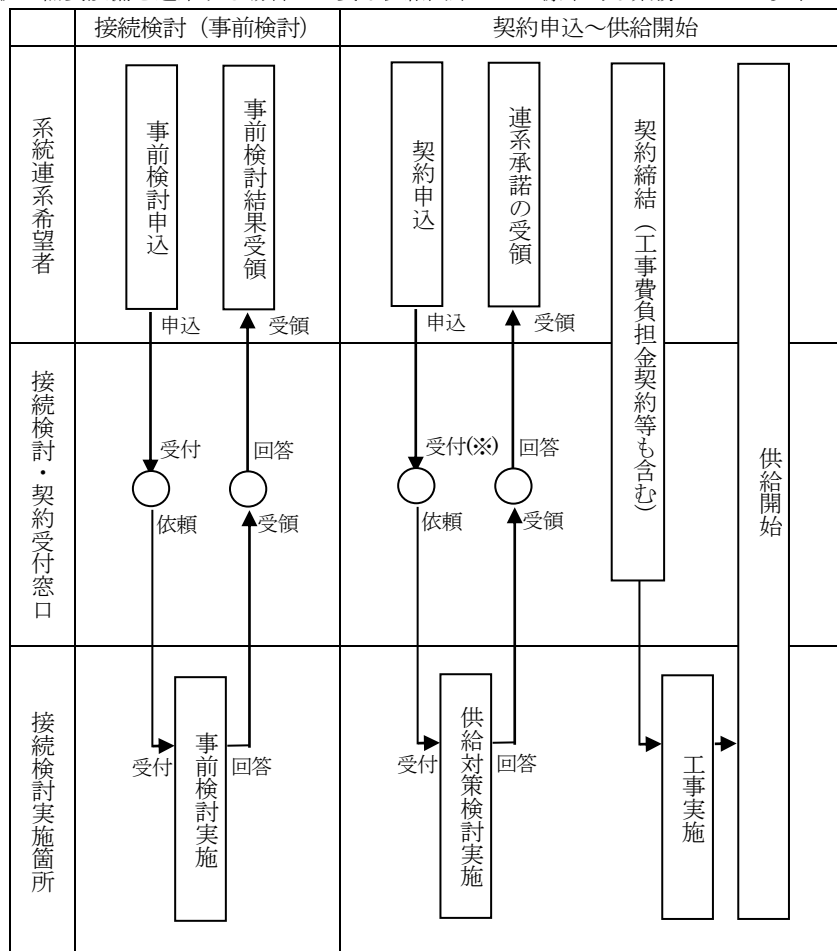 接続検討(事前検討)
契約申込~供給開始
系統連系希望者
事前検討申込
事前検討結果受領
契約申込
連系承諾の受領
契約締結(工事費負担金契約等も含む)
供給開始
申込
受領
申込
受領
接続検討・契約受付窓口
受付
回答
受付(※)
回答
依頼
受領
依頼
受領
接続検討実施箇所
受付
事前検討実施
回答
受付
供給対策検討実施
回答
工事実施